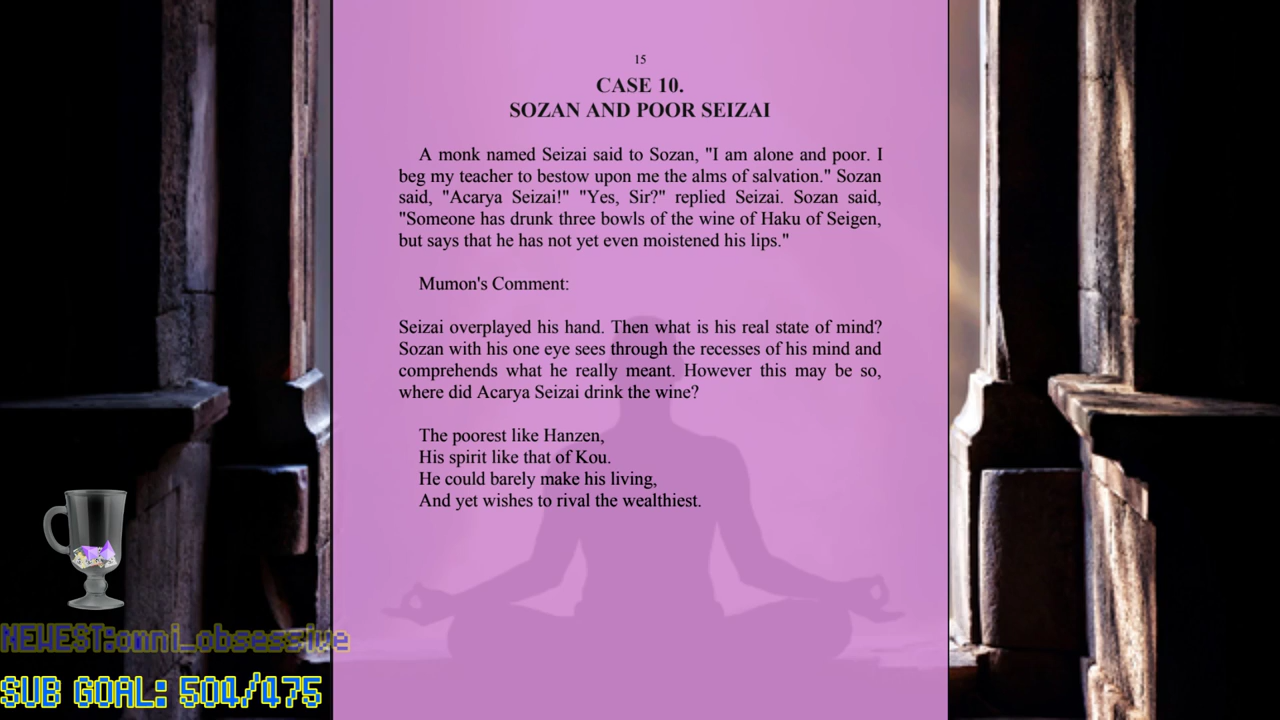 15
CASE 10.
SOZAN AND POOR SEIZAI
A monk named Seizai said to Sozan, "I am alone and poor. I
beg my teacher to bestow upon me the alms of salvation." Sozan
said, "Acarya Seizai!" "Yes, Sir?" replied Seizai. Sozan said,
"Someone has drunk three bowls of the wine of Haku of Seigen,
but says that he has not yet even moistened his lips."
Mumon's Comment:
Seizai overplayed his hand. Then what is his real state of mind?
Sozan with his one eye sees through the recesses of his mind and
comprehends what he really meant. However this may be so,
where did Acarya Seizai drink the wine?
The poorest like Hanzen,
His spirit like that of Kou.
He could barely make his living,
And yet wishes to rival the wealthiest.
NEWEST:omni_obsessive
SUB GOAL: 504/475